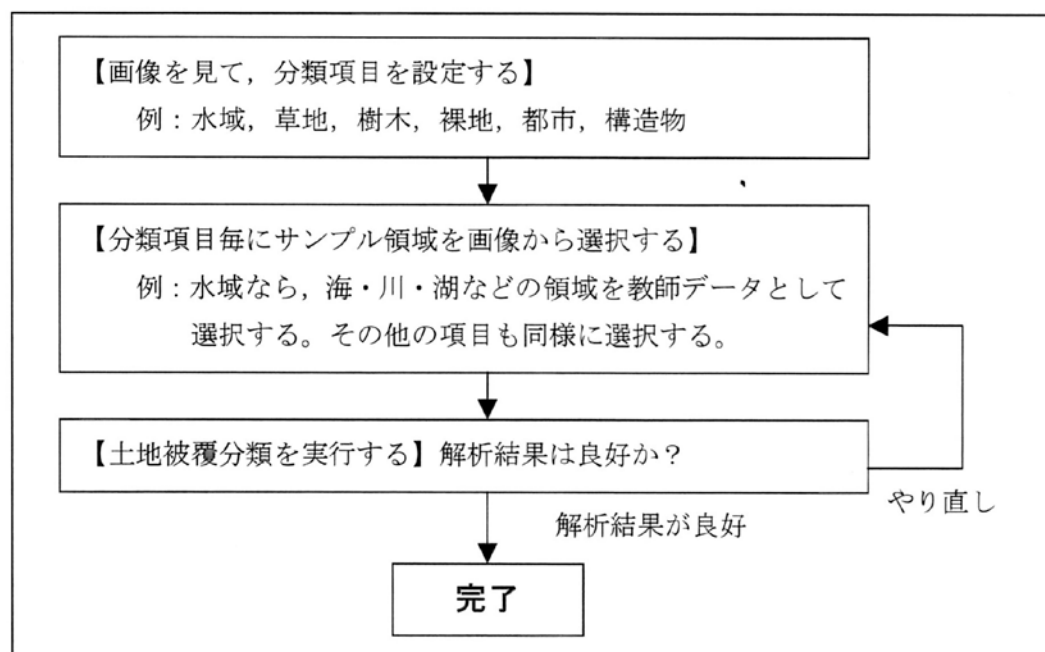 【画像を見て，分類項目を設定する】
例：水域，草地，樹木，裸地，都市，構造物
【分類項目毎にサンプル領域を画像から選択する】
例：水域なら，海・川・湖などの領域を教師データとして
選択する。その他の項目も同様に選択する。
【土地被覆分類を実行する】解析結果は良好か？
やり直し
解析結果が良好
完了